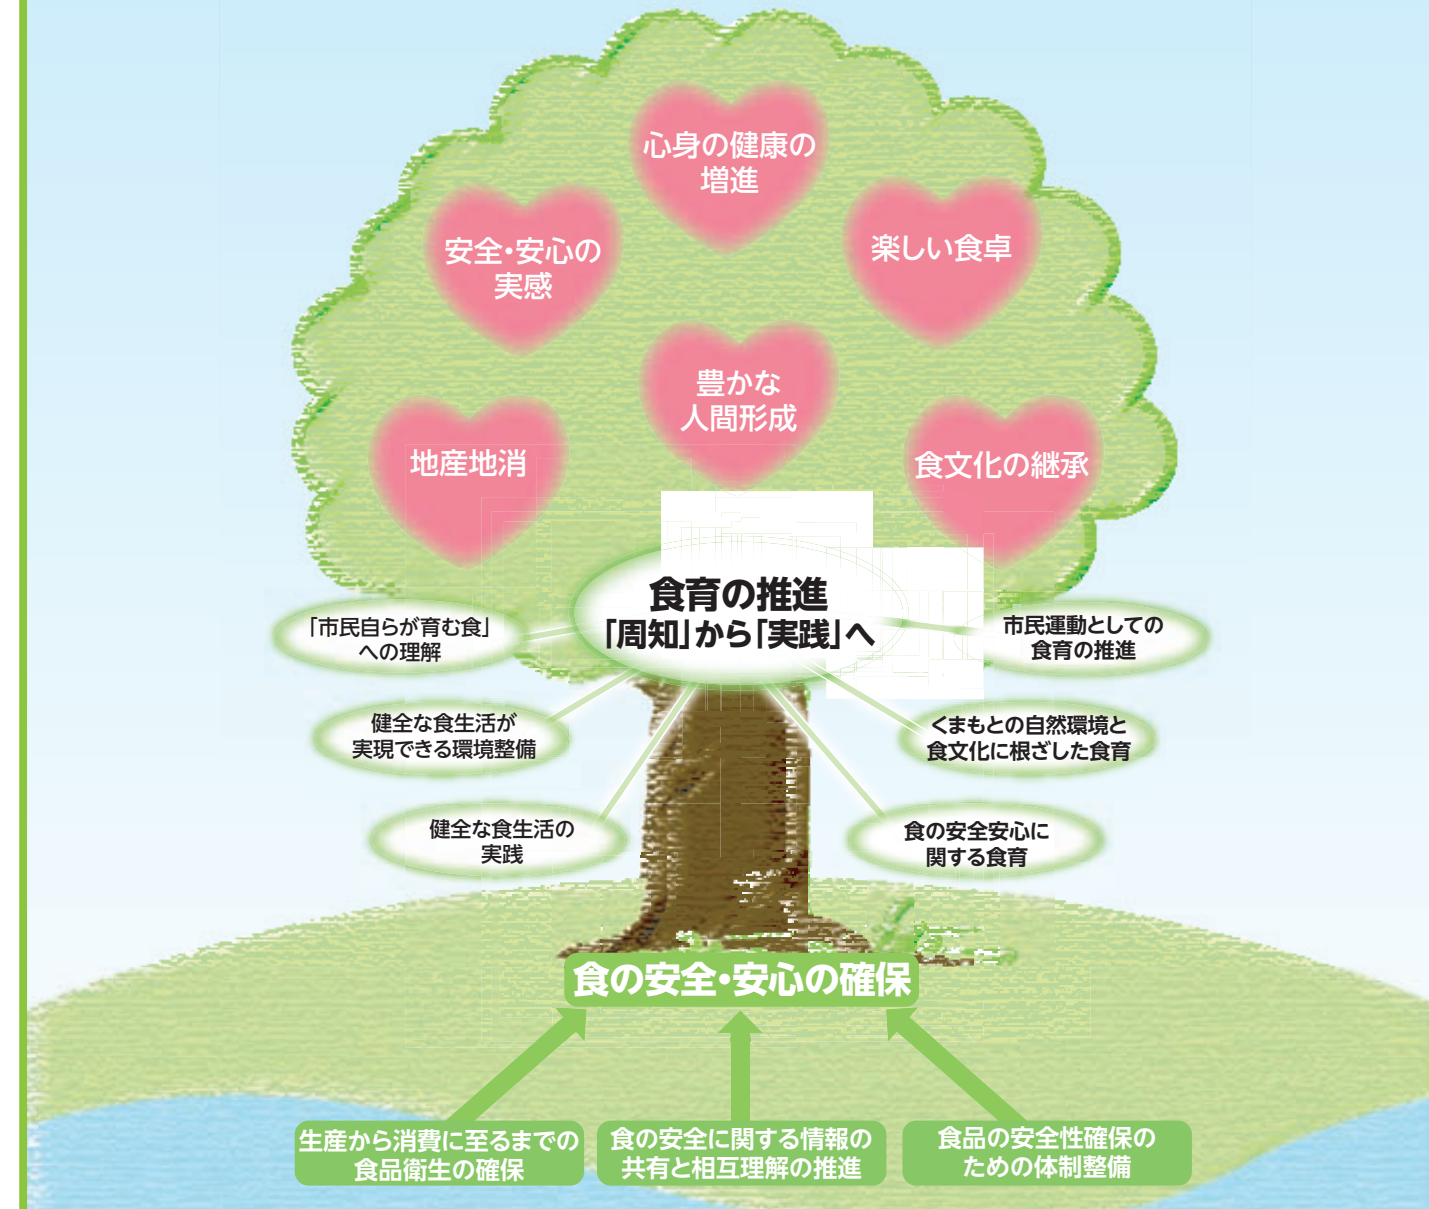 心身の健康の
増進
安全・安心の
実感
楽しい食卓
豊かな
人間形成
地産地消
食文化の継承
食育の推進
「周知」から「実践」へ
「市民自らが育む食」
への理解
市民運動としての
食育の推進
健全な食生活が
実現できる環境整備
くまもとの自然環境と
食文化に根ざした食育
健全な食生活の
実践
食の安全安心に
関する食育
食の安全・安心の確保
生産から消費に至るまでの
食品衛生の確保
食の安全に関する情報の
共有と相互理解の推進
食品の安全性確保の
ための体制整備